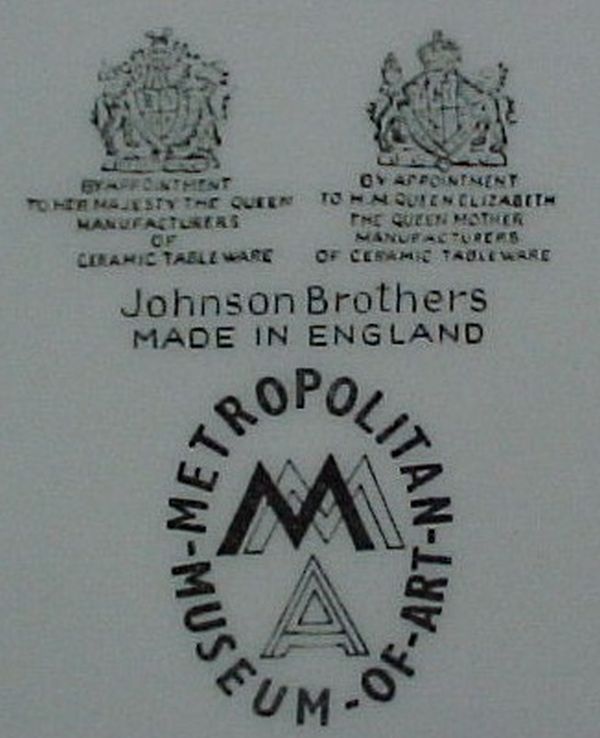 BY APPOINTMENT
TO HER MAJESTY THE QUEEN
MANUFACTURERS
OF
CERAMIC TABLEWARE
BY APPOINTMENT
TO H.M. QUEEN ELIZABETH
THE QUEEN MOTHER
MANUFACTURERS
OF CERAMIC TABLEWARE
Johnson Brothers
MADE IN ENGLAND
METROPOLITAN-MUSEUM-OF-ART-
MM
A